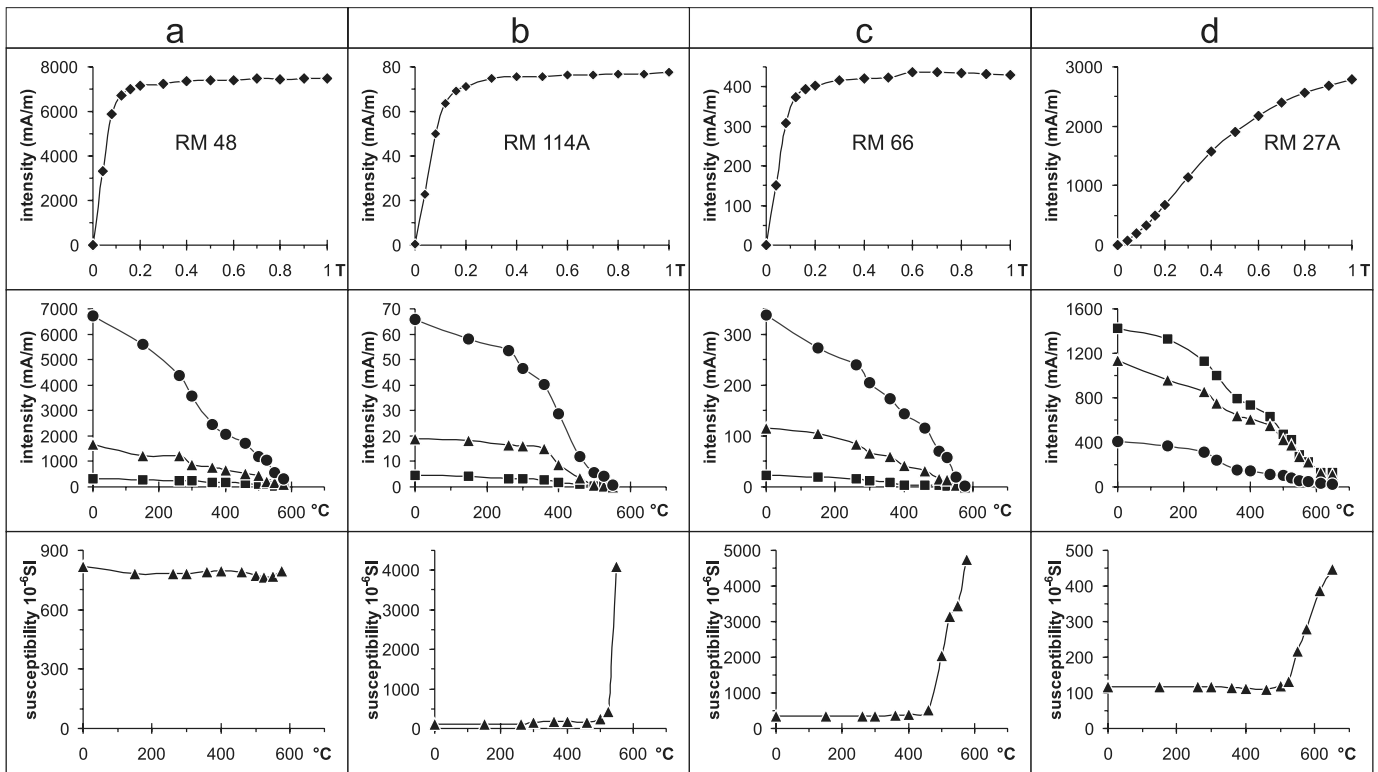 a b c d
intensity (mA/m)
8000
6000
4000
2000
0
RM 48
0 0.2 0.4 0.6 0.8 1 T
intensity (mA/m)
80
60
40
20
0
RM 114A
0 0.2 0.4 0.6 0.8 1 T
intensity (mA/m)
400
300
200
100
0
RM 66
0 0.2 0.4 0.6 0.8 1 T
intensity (mA/m)
3000
2000
1000
0
RM 27A
0 0.2 0.4 0.6 0.8 1 T
intensity (mA/m)
7000
6000
5000
4000
3000
2000
1000
0
0 200 400 600 °C
intensity (mA/m)
70
60
50
40
30
20
10
0
0 200 400 600 °C
intensity (mA/m)
300
200
100
0
0 200 400 600 °C
intensity (mA/m)
1600
1200
800
400
0
0 200 400 600 °C
susceptibility 10⁻⁶SI
900
600
300
0
0 200 400 600 °C
susceptibility 10⁻⁶SI
4000
3000
2000
1000
0
0 200 400 600 °C
susceptibility 10⁻⁶SI
5000
4000
3000
2000
1000
0
0 200 400 600 °C
susceptibility 10⁻⁶SI
500
400
300
200
100
0
0 200 400 600 °C